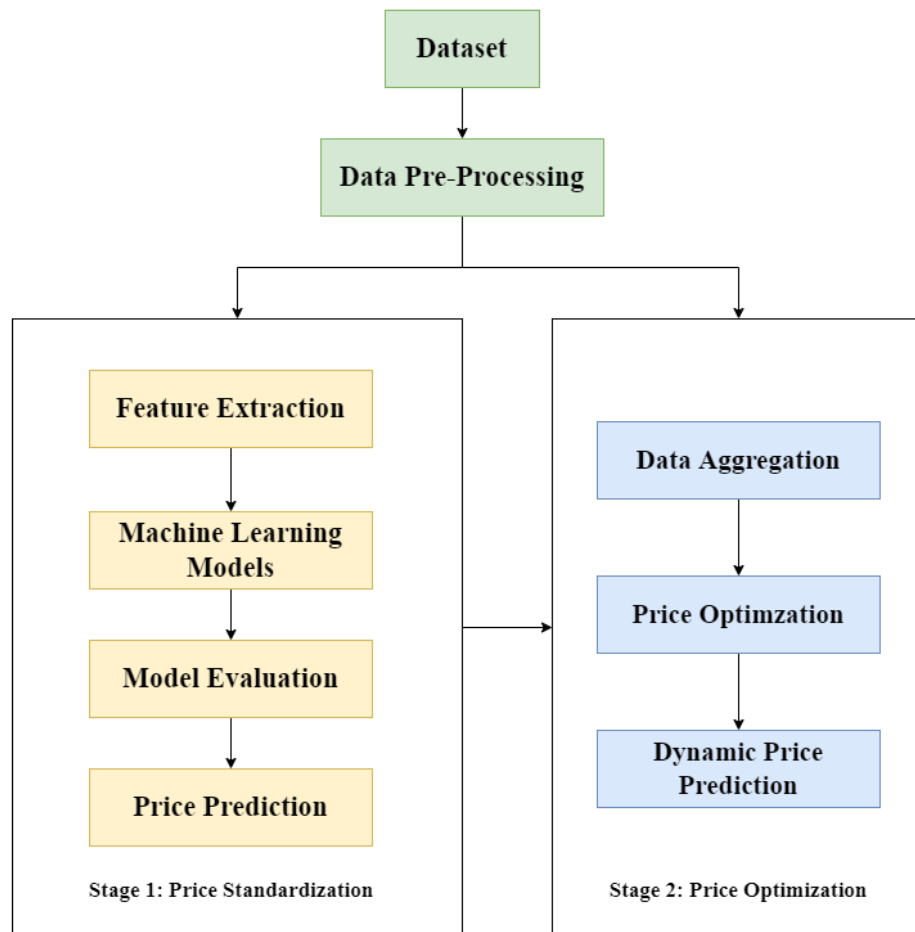 Dataset
Data Pre-Processing
Feature Extraction
Machine Learning
Models
Model Evaluation
Price Prediction
Stage 1: Price Standardization
Data Aggregation
Price Optimzation
Dynamic Price
Prediction
Stage 2: Price Optimization